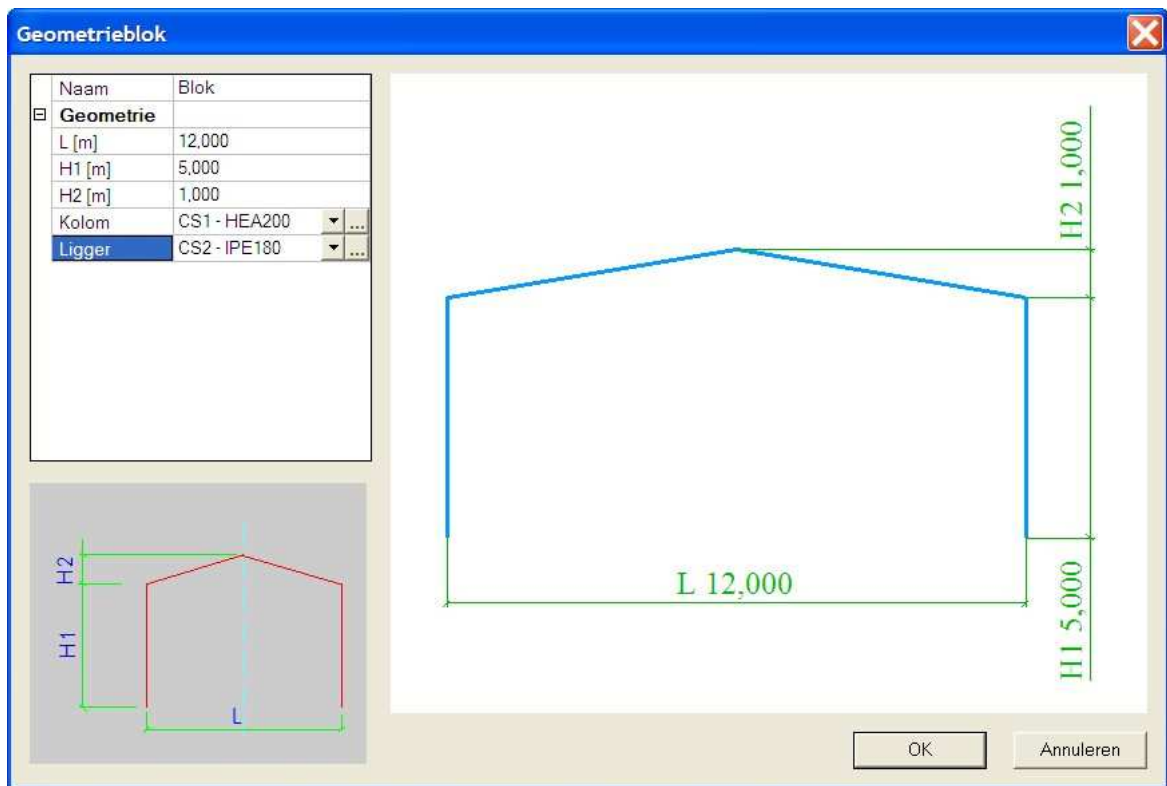 Geometrieblok
Naam Blok
Geometrie
L [m] 12,000
H1 [m] 5,000
H2 [m] 1,000
Kolom CS1 - HEA200 ...
Ligger CS2 - IPE180 ...
H2 1,000
L 12,000
H1 5,000
H2
H1
L
OK Annuleren